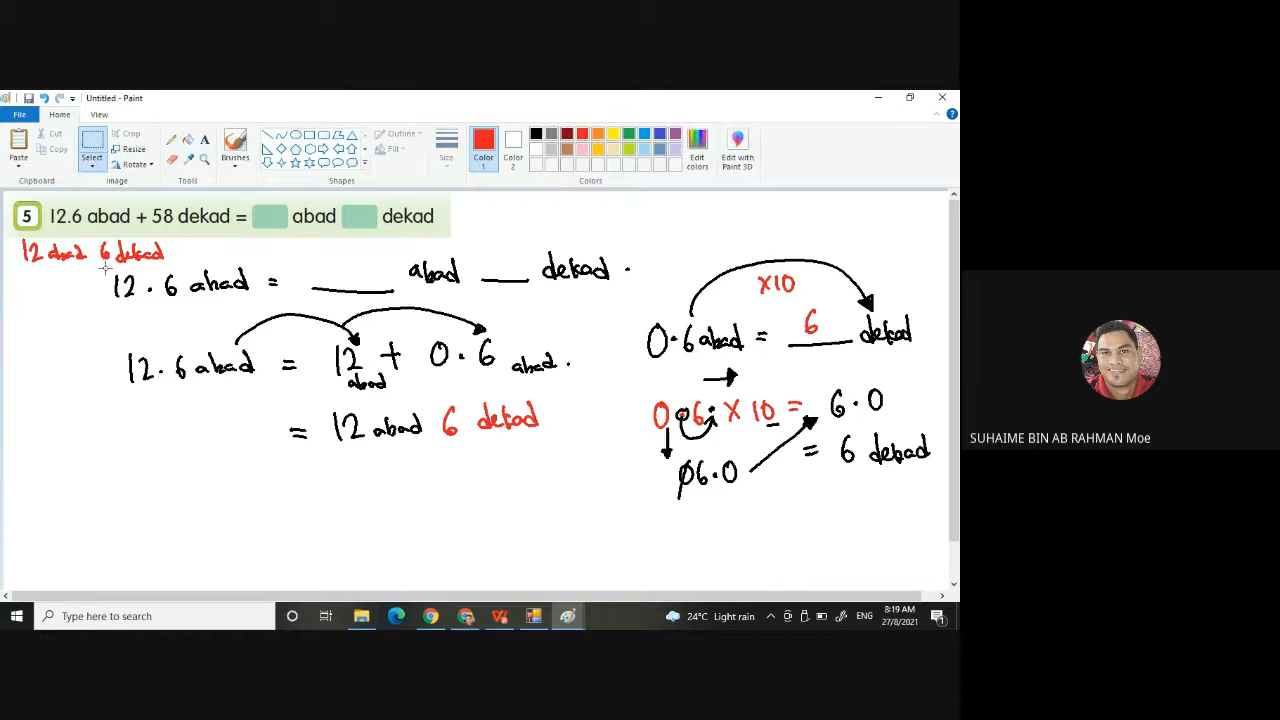 Untitled - Paint
File Home View
Paste Cut Copy Select Crop Resize Rotate Brushes Outline Fill Size Color 1 Color 2 Edit colors Edit with Paint 3D
Clipboard Image Tools Shapes Colors
5 12.6 abad + 58 dekad = abad dekad
12 abad 6 dekad
12.6 abad = ____ abad ___ dekad.
12.6 abad = 12 abad + 0.6 abad.
= 12 abad 6 dekad
x10
0.6 abad = 6 dekad
0.6 x 10 = 6.0
06.0
= 6 dekad
SUHAIME BIN AB RAHMAN Moe
Type here to search
24°C Light rain ENG 8:19 AM 27/8/2021 1